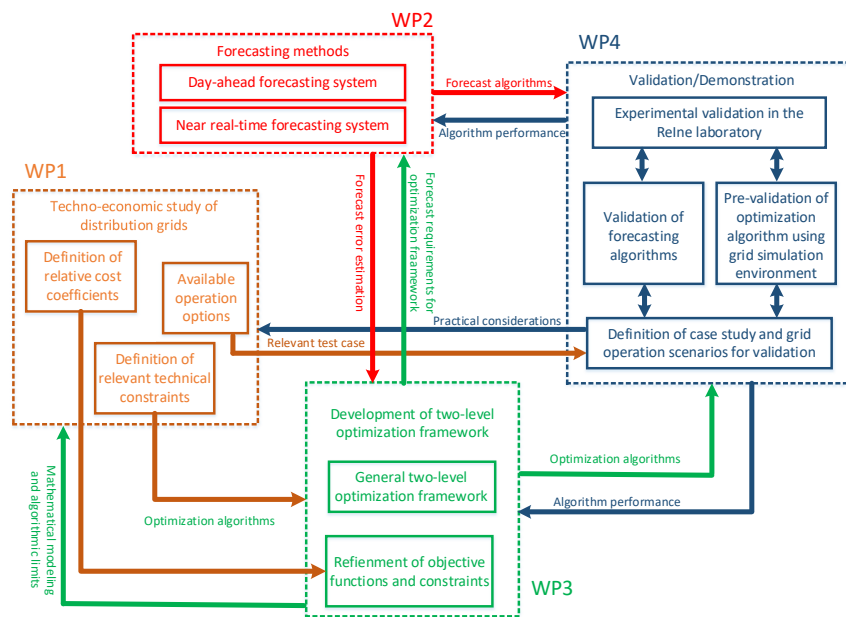 WP2
Forecasting methods
Day-ahead forecasting system
Near real-time forecasting system
Forecast algorithms
Algorithm performance
WP4
Validation/Demonstration
Experimental validation in the
ReIne laboratory
Validation of
forecasting
algorithms
Pre-validation of
optimization
algorithm using
grid simulation
environment
Definition of case study and grid
operation scenarios for validation
WP1
Techno-economic study of
distribution grids
Definition of
relative cost
coefficients
Available
operation
options
Definition of
relevant technical
constraints
Forecast error
estimation
Forecast requirements for
optimization fraamework
Practical considerations
Relevant test case
Development of two-level
optimization framework
General two-level
optimization framework
Refienment of objective
functions and constraints
WP3
Optimization algorithms
Algorithm performance
Optimization algorithms
Mathematical modeling
and algorithmic limits